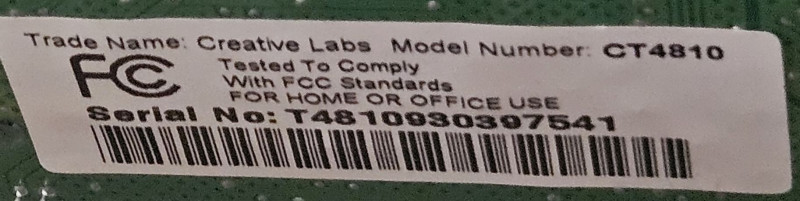 Trade Name: Creative Labs Model Number: CT4810
FCC
Tested To Comply
With FCC Standards
FOR HOME OR OFFICE USE
Serial No: T4810930397541